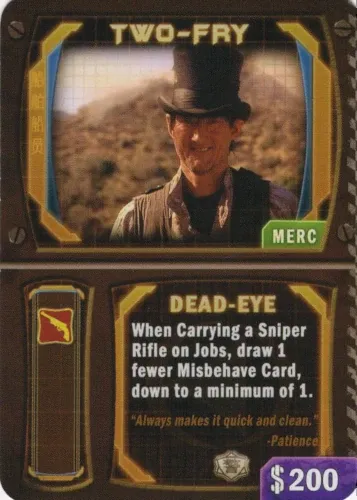 TWO-FRY
MERC
DEAD-EYE
When Carrying a Sniper
Rifle on Jobs, draw 1
fewer Misbehave Card,
down to a minimum of 1.
"Always makes it quick and clean."
-Patience
$200